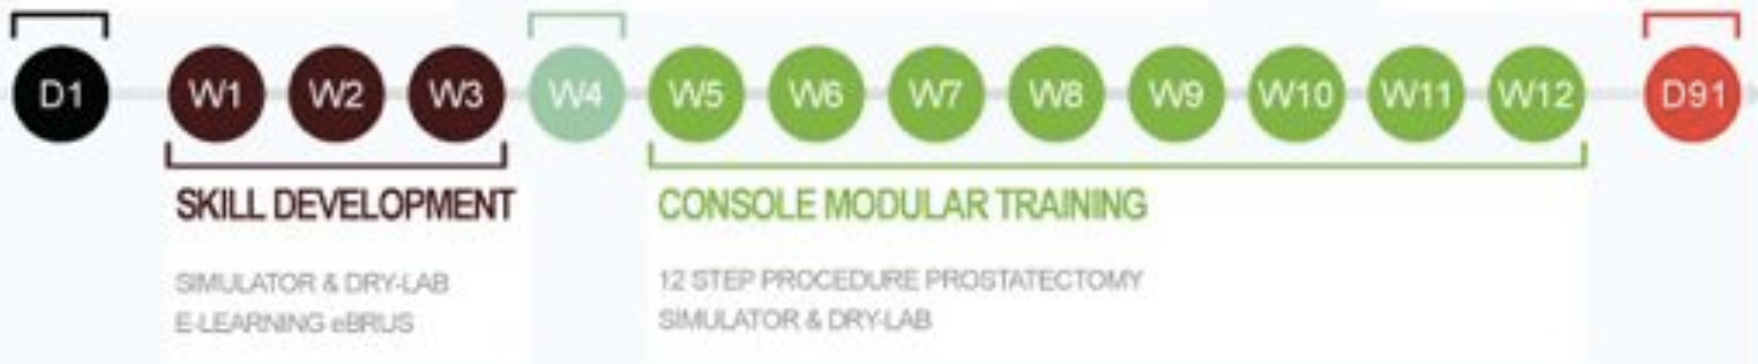 D1 W1 W2 W3 W4 W5 W6 W7 W8 W9 W10 W11 W12 D91
SKILL DEVELOPMENT
SIMULATOR & DRY-LAB
E-LEARNING eBRUS
CONSOLE MODULAR TRAINING
12 STEP PROCEDURE PROSTATECTOMY
SIMULATOR & DRY-LAB